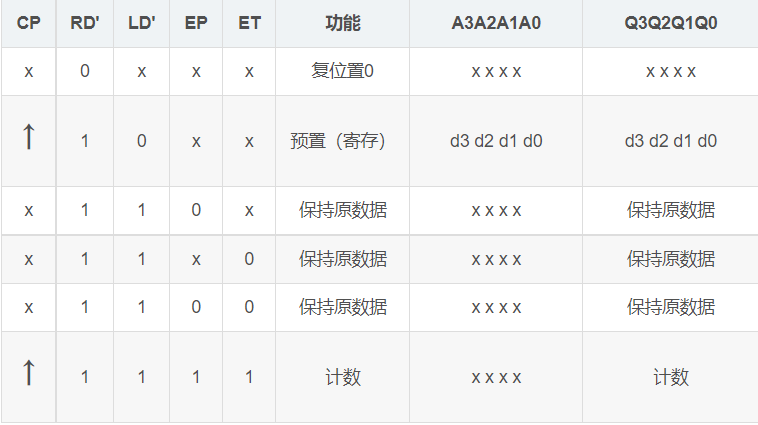 CP RD' LD' EP ET 功能 A3A2A1A0 Q3Q2Q1Q0
x 0 x x x 复位置0 x x x x x x x x
↑ 1 0 x x 预置（寄存） d3 d2 d1 d0 d3 d2 d1 d0
x 1 1 0 x 保持原数据 x x x x 保持原数据
x 1 1 x 0 保持原数据 x x x x 保持原数据
x 1 1 0 0 保持原数据 x x x x 保持原数据
↑ 1 1 1 1 计数 x x x x 计数